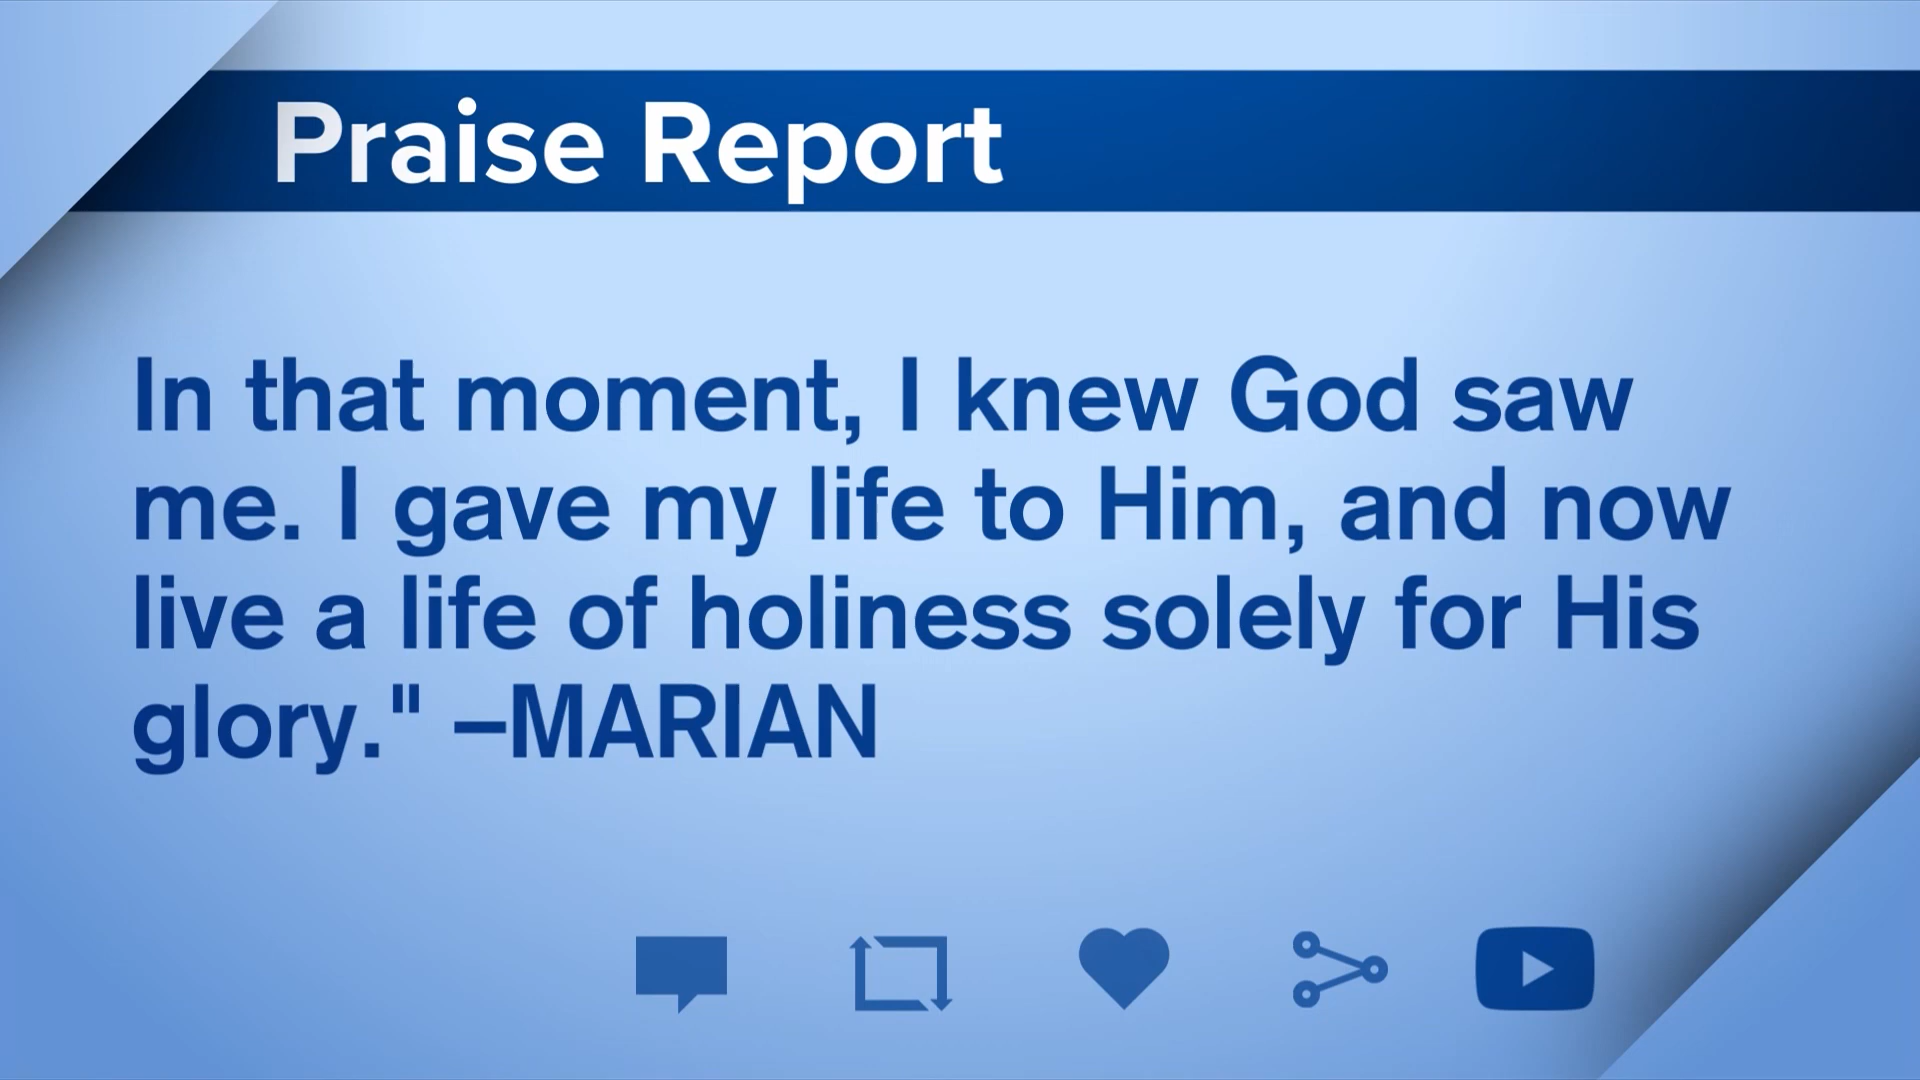 Praise Report
In that moment, I knew God saw
me. I gave my life to Him, and now
live a life of holiness solely for His
glory." –MARIAN